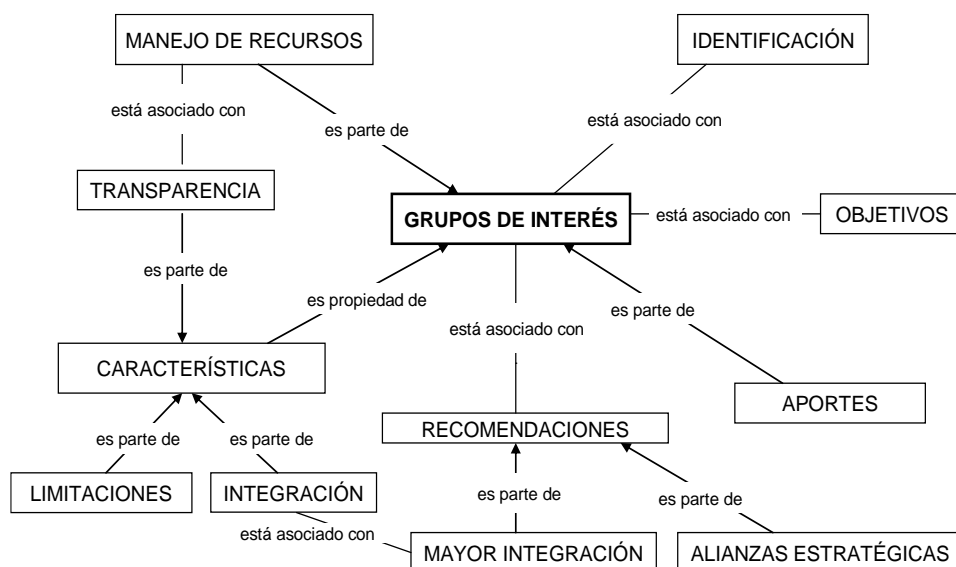 MANEJO DE RECURSOS
IDENTIFICACIÓN
está asociado con
es parte de
está asociado con
TRANSPARENCIA
GRUPOS DE INTERÉS
está asociado con
OBJETIVOS
es parte de
es propiedad de
está asociado con
es parte de
CARACTERÍSTICAS
APORTES
RECOMENDACIONES
es parte de
es parte de
LIMITACIONES
INTEGRACIÓN
es parte de
es parte de
está asociado con
MAYOR INTEGRACIÓN
ALIANZAS ESTRATÉGICAS